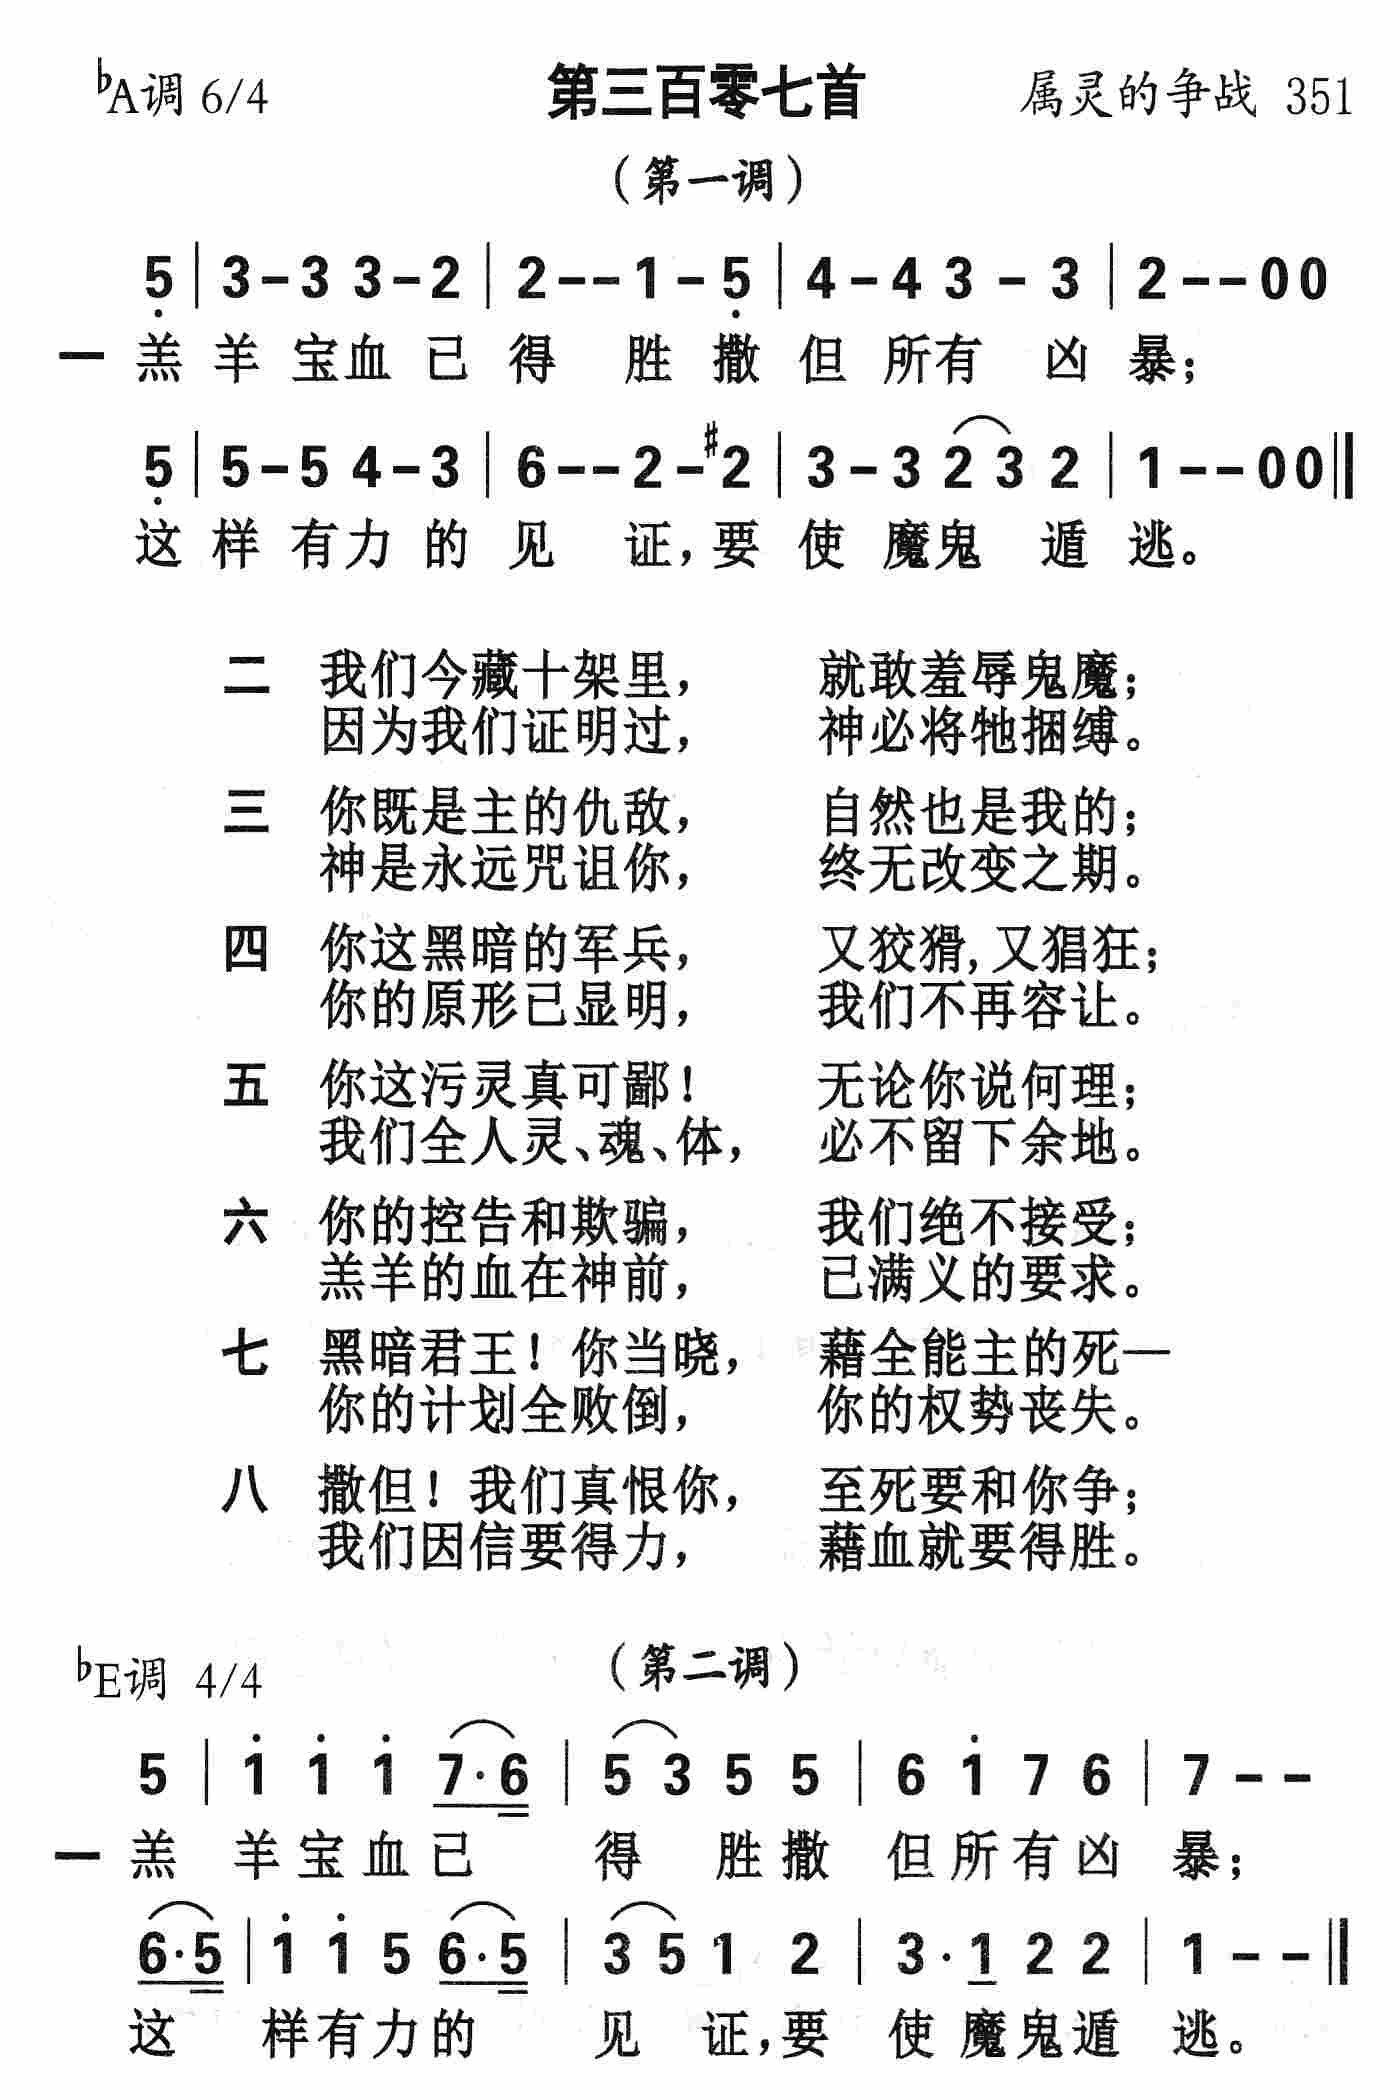 ♭A调 6/4 第三百零七首 属灵的争战 351
（第一调）
5̣ | 3 - 3 3 - 2 | 2 - - 1 - 5̣ | 4 - 4 3 - 3 | 2 - - 0 0
一 羔 羊 宝 血 已 得 胜 撒 但 所 有 凶 暴；
5̣ | 5 - 5 4 - 3 | 6 - - 2 - ♯2 | 3 - 3 2 3 2 | 1 - - 0 0 ‖
这 样 有 力 的 见 证，要 使 魔 鬼 遁 逃。
二 我们今藏十架里， 就敢羞辱鬼魔；
因为我们证明过， 神必将牠捆缚。
三 你既是主的仇敌， 自然也是我的；
神是永远咒诅你， 终无改变之期。
四 你这黑暗的军兵， 又狡猾，又猖狂；
你的原形已显明， 我们不再容让。
五 你这污灵真可鄙！ 无论你说何理；
我们全人灵、魂、体， 必不留下余地。
六 你的控告和欺骗， 我们绝不接受；
羔羊的血在神前， 已满义的要求。
七 黑暗君王！你当晓， 藉全能主的死—
你的计划全败倒， 你的权势丧失。
八 撒但！我们真恨你， 至死要和你争；
我们因信要得力， 藉血就要得胜。
♭E调 4/4 （第二调）
5 | 1̇ 1̇ 1̇ 7·6 | 5 3 5 5 | 6 1̇ 7 6 | 7 - -
一 羔 羊 宝 血 已 得 胜 撒 但 所 有 凶 暴；
6·5 | 1̇ 1̇ 5 6·5 | 3 5 1 2 | 3·1 2 2 | 1 - - ‖
这 样 有 力 的 见 证，要 使 魔 鬼 遁 逃。